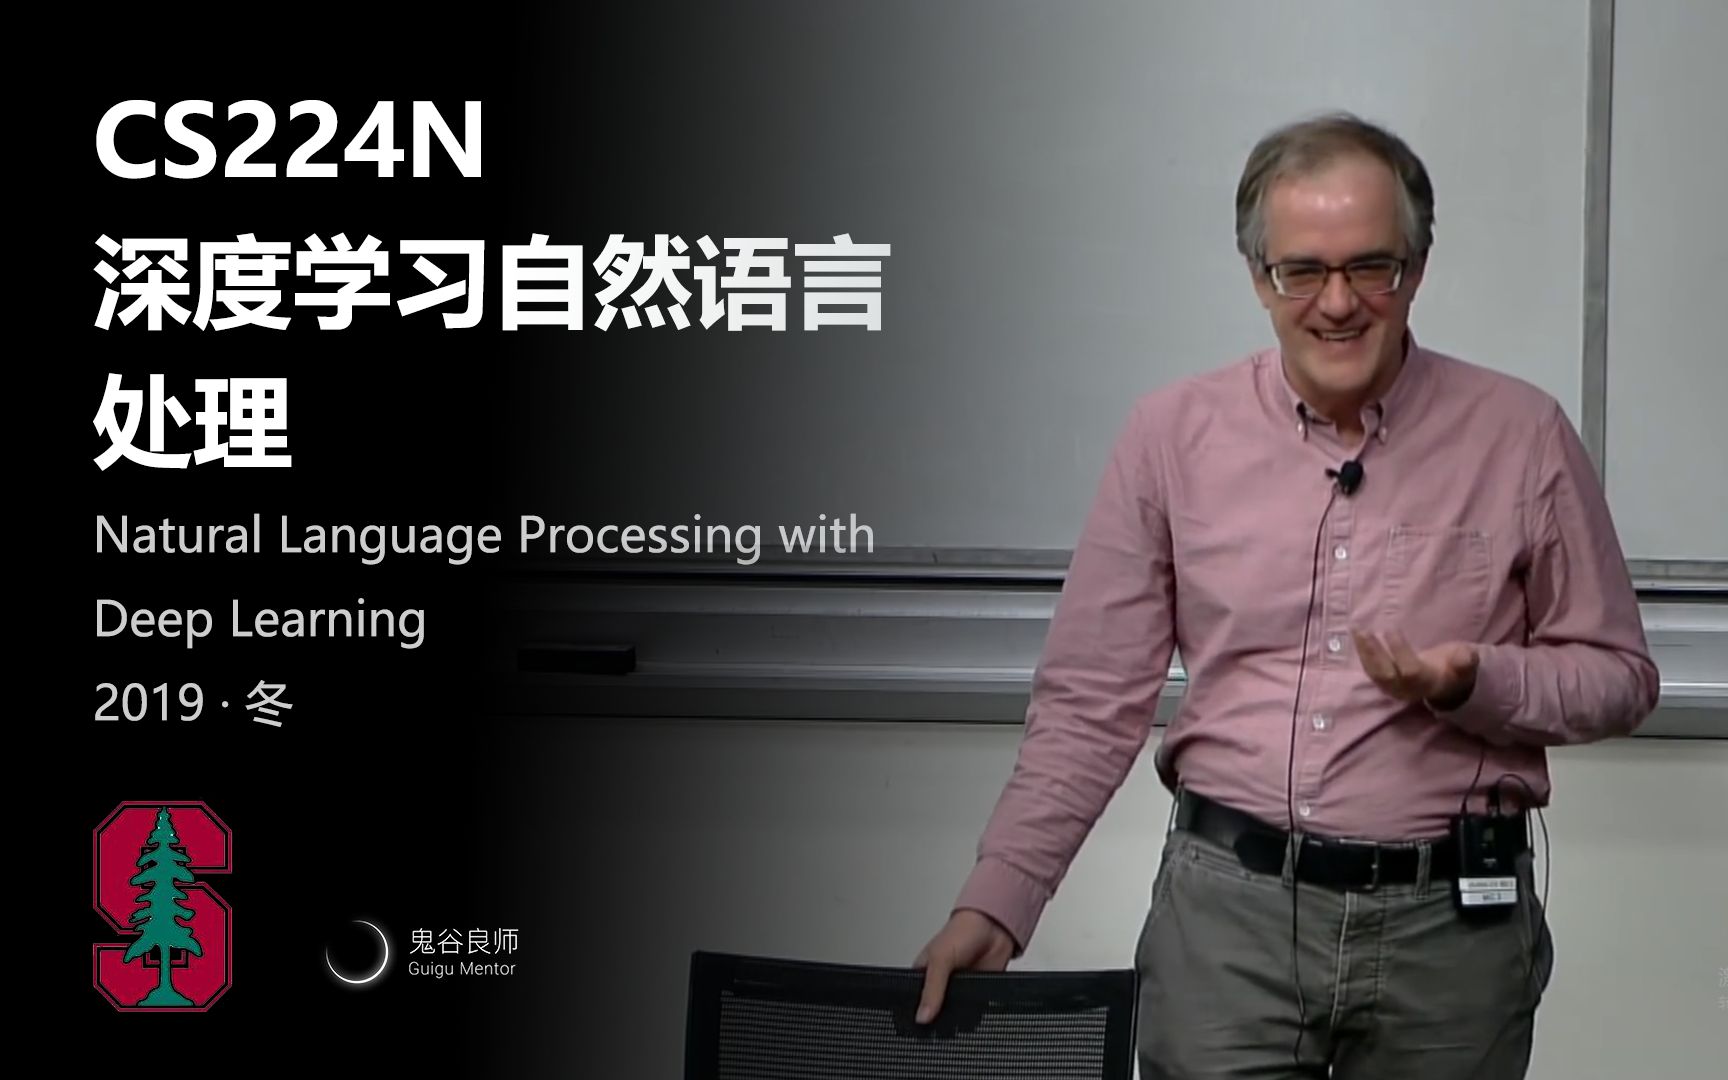 CS224N
深度学习自然语言
处理
Natural Language Processing with
Deep Learning
2019 · 冬
鬼谷良师
Guigu Mentor